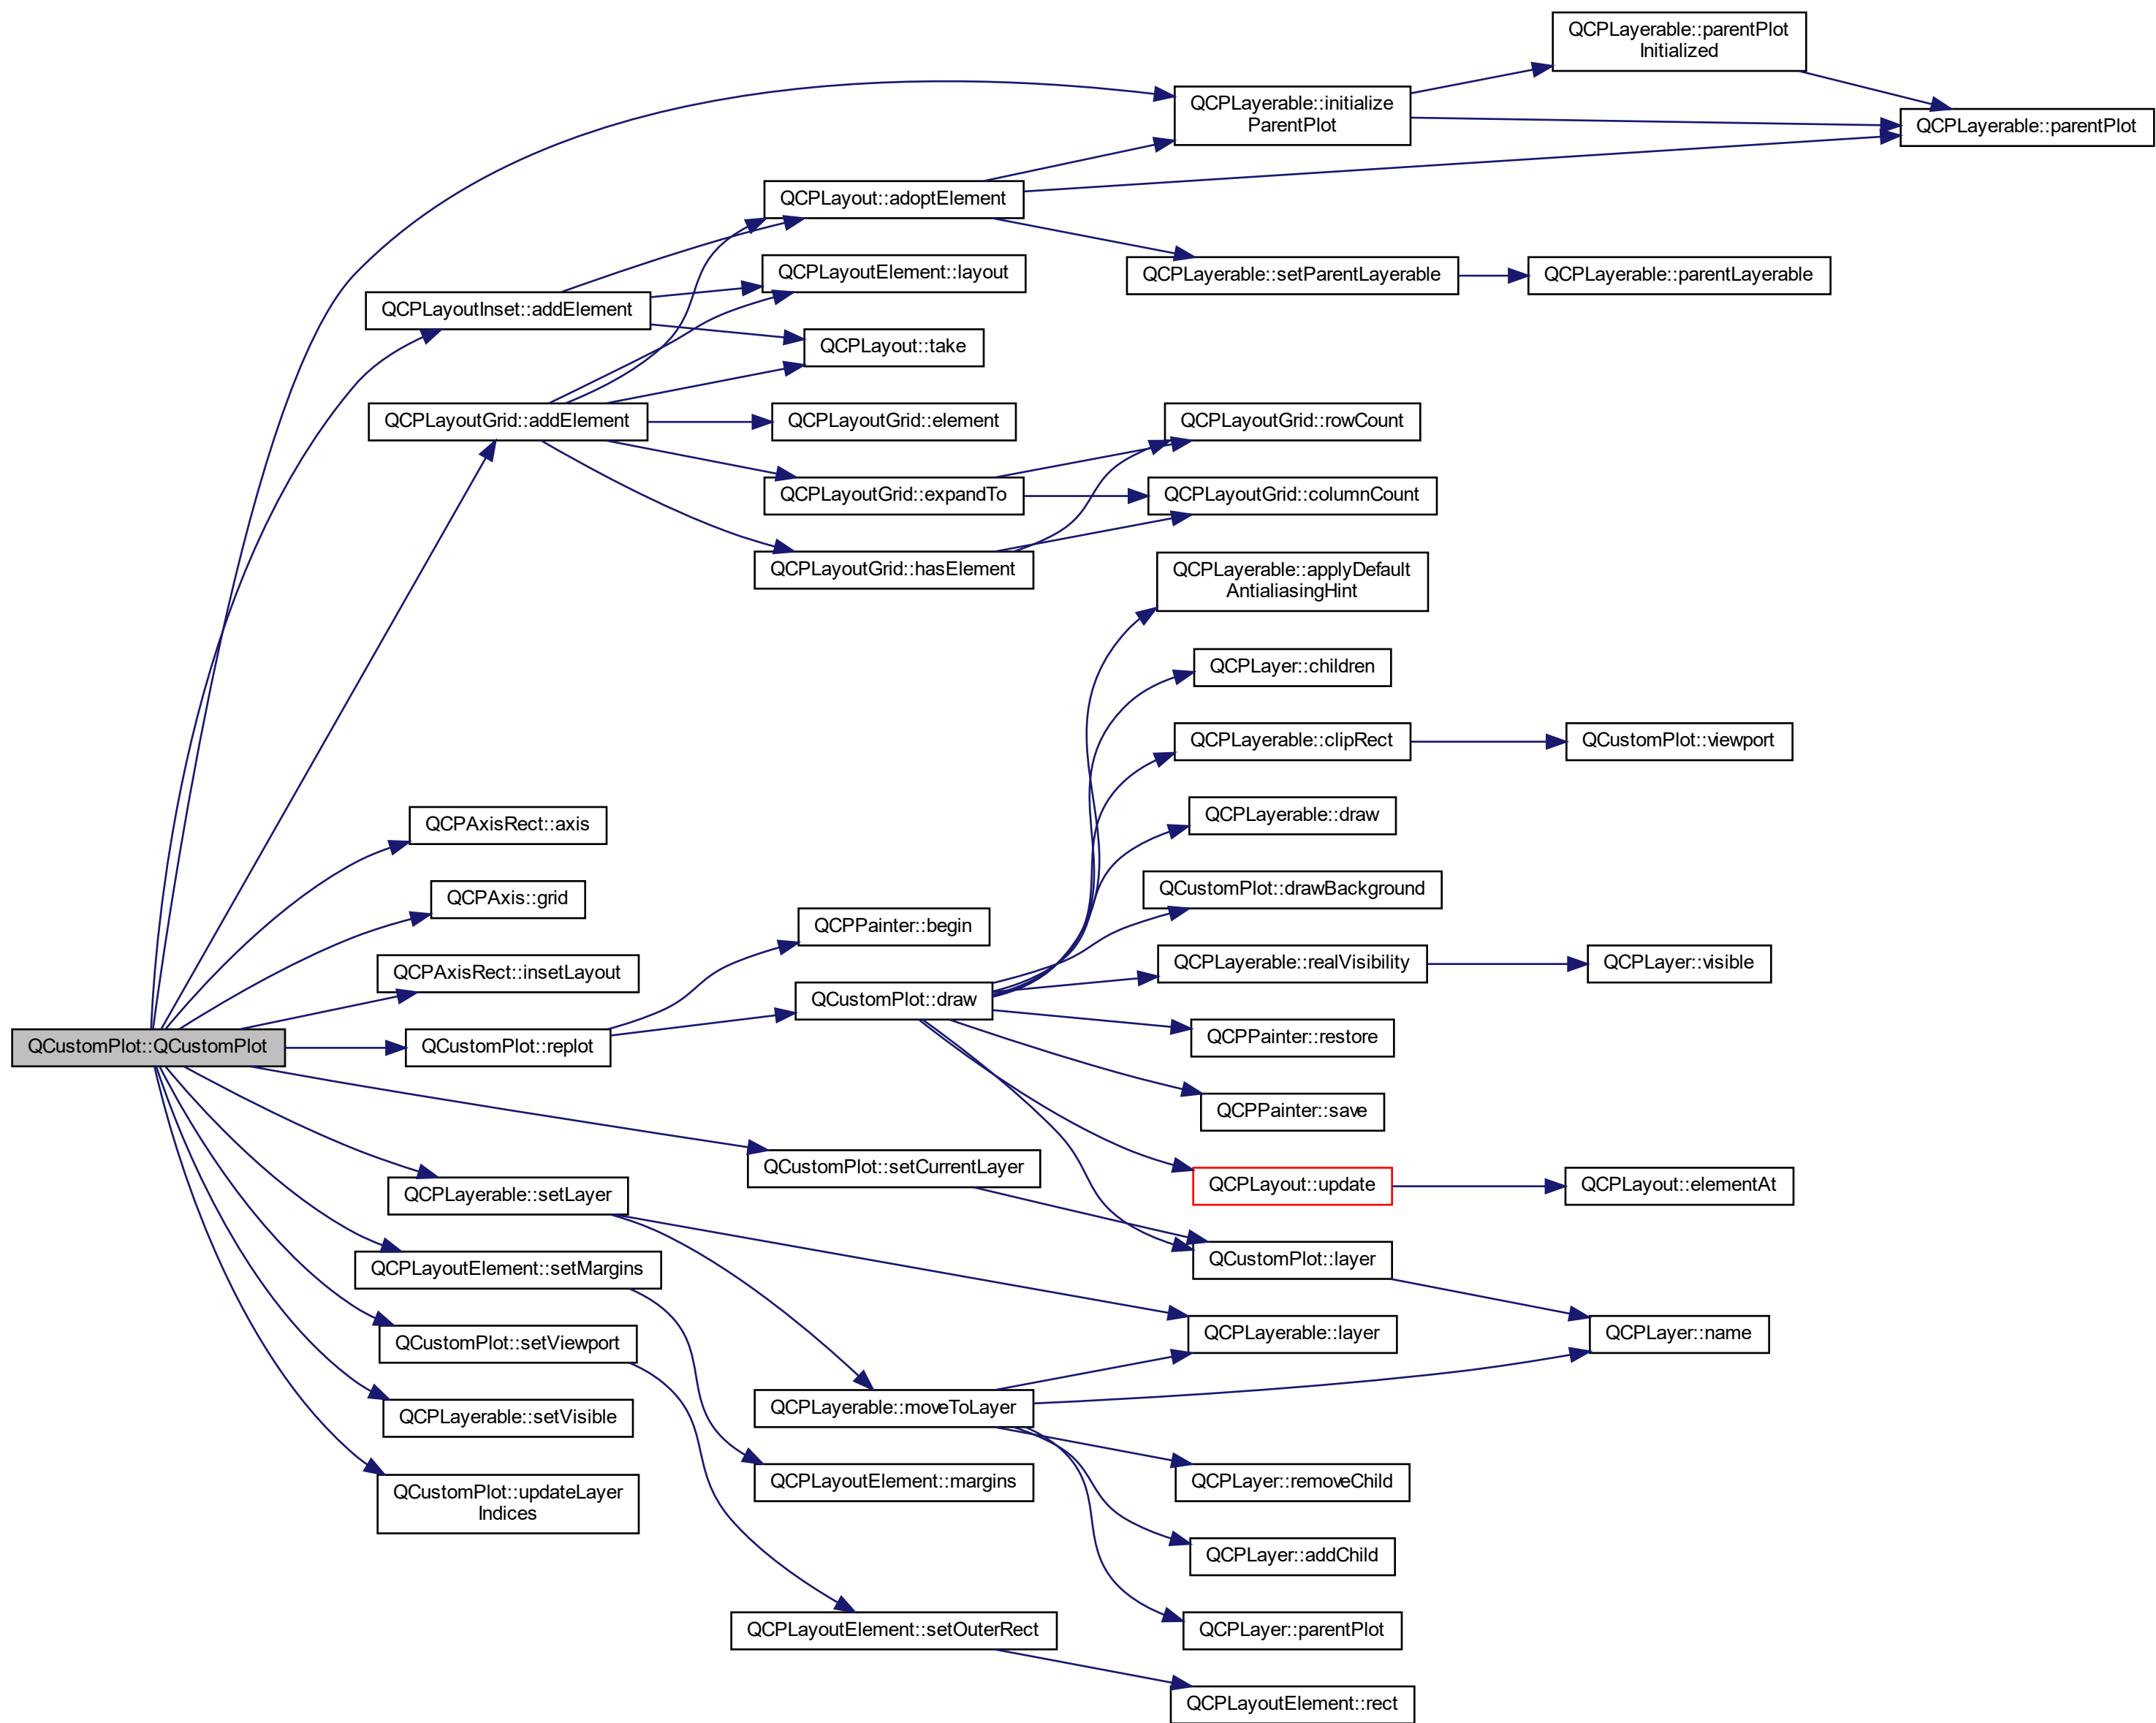 QCPLayerable::parentPlot
Initialized
QCPLayerable::initialize
ParentPlot
QCPLayerable::parentPlot
QCPLayout::adoptElement
QCPLayoutElement::layout
QCPLayerable::setParentLayerable
QCPLayerable::parentLayerable
QCPLayoutInset::addElement
QCPLayout::take
QCPLayoutGrid::addElement
QCPLayoutGrid::element
QCPLayoutGrid::rowCount
QCPLayoutGrid::expandTo
QCPLayoutGrid::columnCount
QCPLayoutGrid::hasElement
QCPLayerable::applyDefault
AntialiasingHint
QCPLayer::children
QCPLayerable::clipRect
QCustomPlot::viewport
QCPAxisRect::axis
QCPLayerable::draw
QCPAxis::grid
QCustomPlot::drawBackground
QCPPainter::begin
QCPAxisRect::insetLayout
QCPLayerable::realVisibility
QCPLayer::visible
QCustomPlot::draw
QCustomPlot::QCustomPlot
QCustomPlot::replot
QCPPainter::restore
QCPPainter::save
QCustomPlot::setCurrentLayer
QCPLayerable::setLayer
QCPLayout::update
QCPLayout::elementAt
QCPLayoutElement::setMargins
QCustomPlot::layer
QCustomPlot::setViewport
QCPLayerable::layer
QCPLayer::name
QCPLayerable::setVisible
QCPLayerable::moveToLayer
QCustomPlot::updateLayer
Indices
QCPLayoutElement::margins
QCPLayer::removeChild
QCPLayer::addChild
QCPLayoutElement::setOuterRect
QCPLayer::parentPlot
QCPLayoutElement::rect